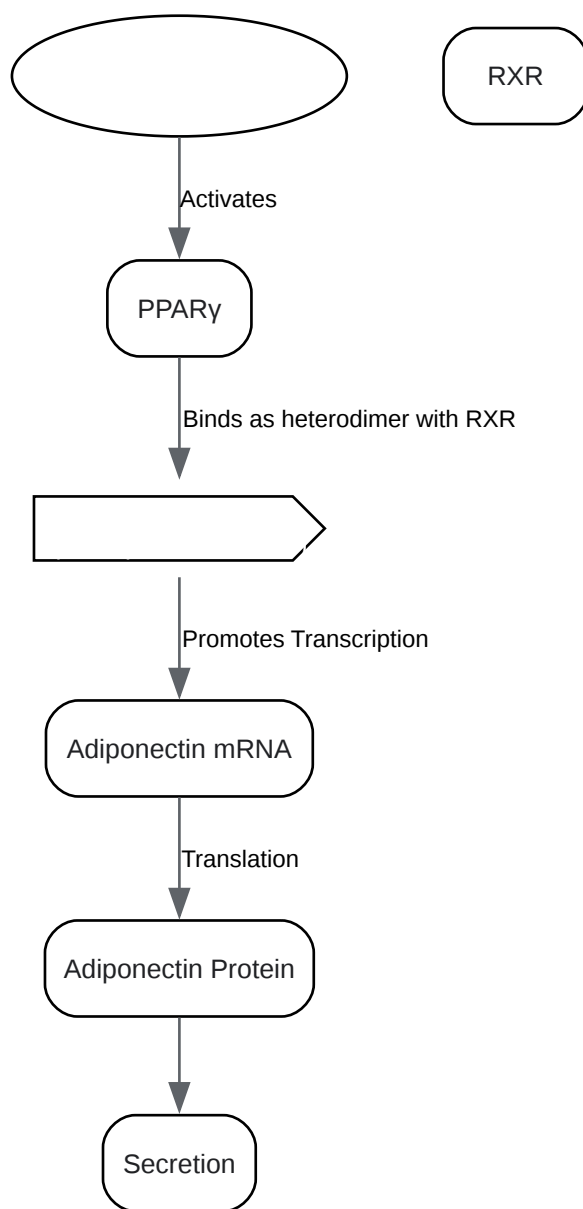 RXR
Activates
PPARγ
Binds as heterodimer with RXR
Promotes Transcription
Adiponectin mRNA
Translation
Adiponectin Protein
Secretion